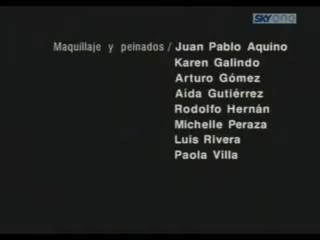 SKY one
Maquillaje y peinados / Juan Pablo Aquino
Karen Galindo
Arturo Gómez
Aída Gutiérrez
Rodolfo Hernán
Michelle Peraza
Luis Rivera
Paola Villa